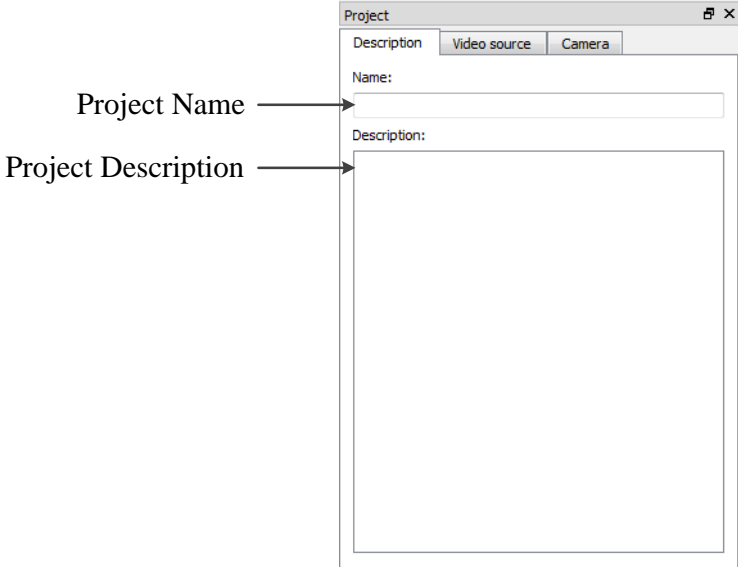 Project
Description Video source Camera
Name:
Project Name
Description:
Project Description